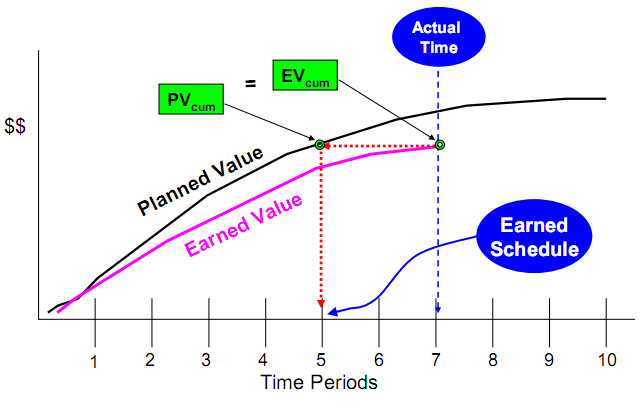 Actual
Time
=
EVcum
PVcum
$$
Planned Value
Earned Value
Earned
Schedule
1 2 3 4 5 6 7 8 9 10
Time Periods